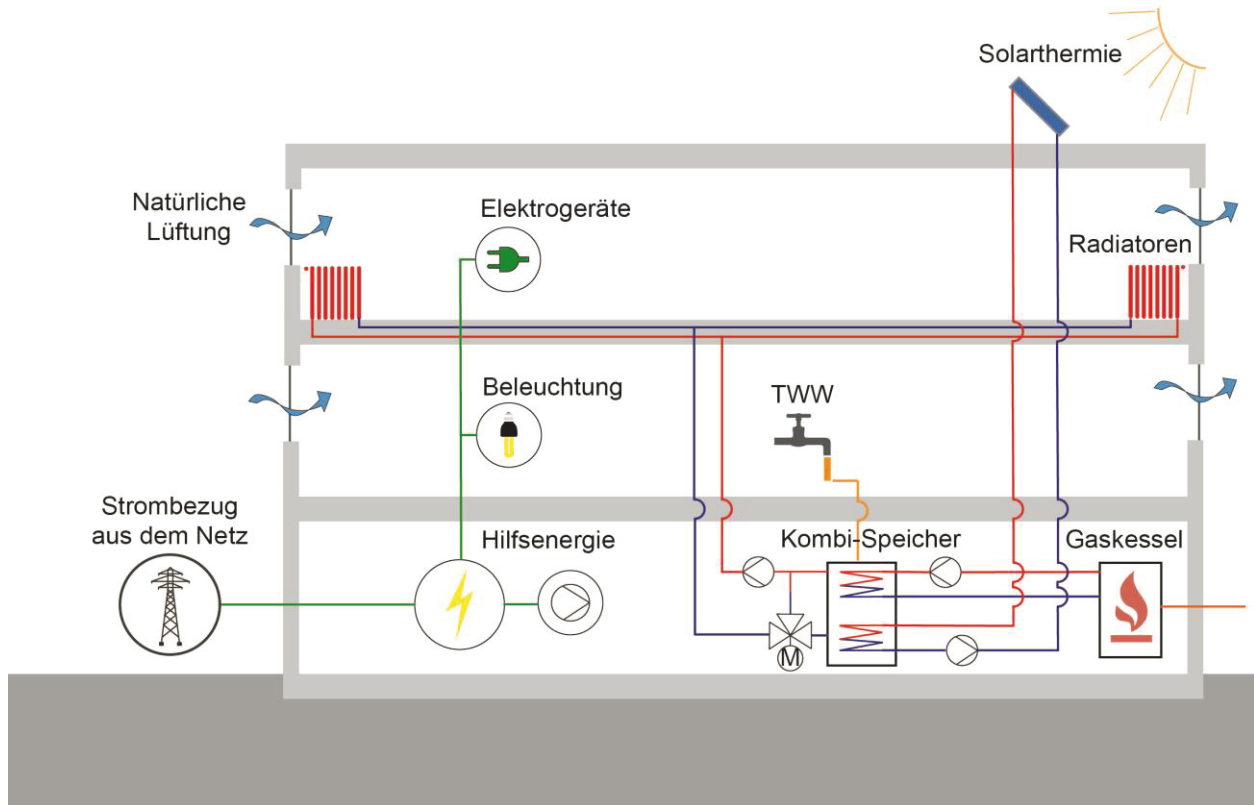 Solarthermie
Natürliche
Lüftung
Elektrogeräte
Radiatoren
Beleuchtung
TWW
Strombezug
aus dem Netz
Hilfsenergie
Kombi-Speicher
Gaskessel
M